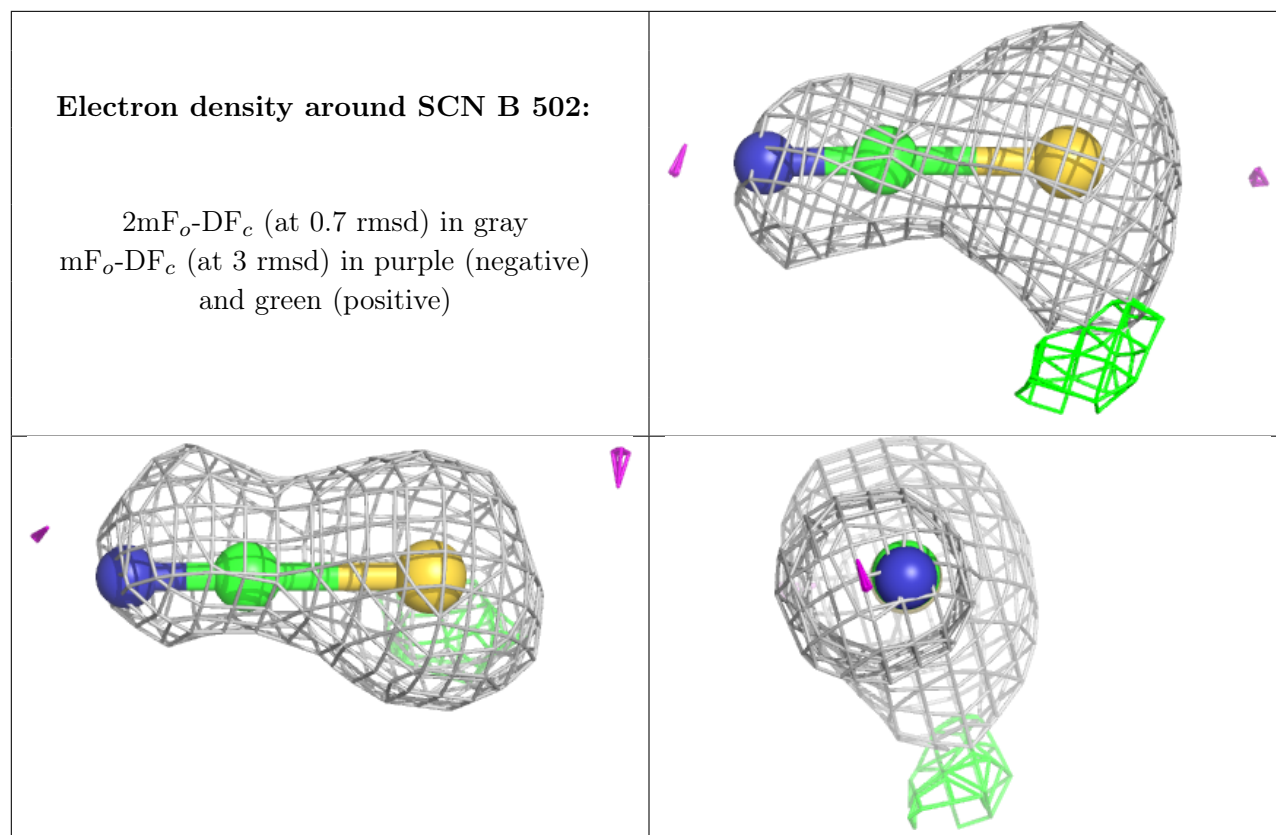 Electron density around SCN B 502:
2mFₒ-DF𝒸 (at 0.7 rmsd) in gray
mFₒ-DF𝒸 (at 3 rmsd) in purple (negative)
and green (positive)